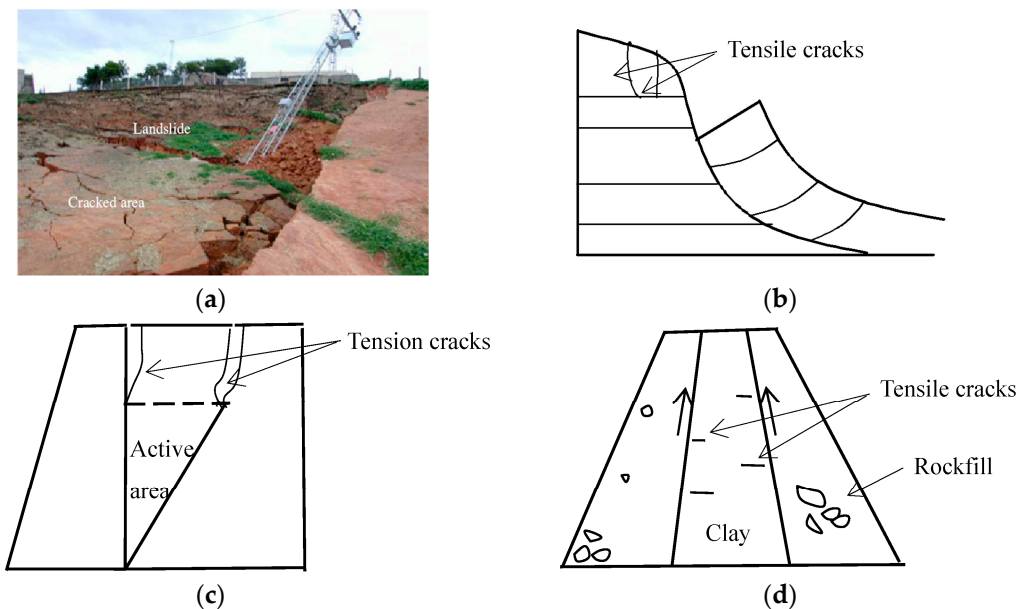 Landslide
Cracked area
(a)
Tensile cracks
(b)
Tension cracks
Active
area
(c)
Tensile cracks
Rockfill
Clay
(d)